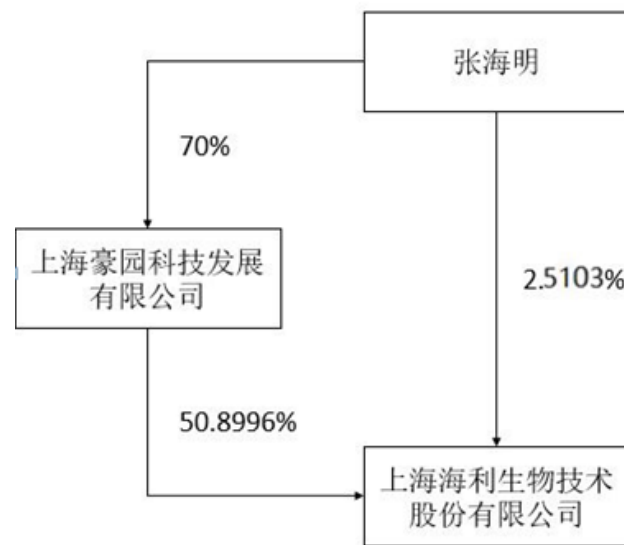 张海明
70%
上海豪园科技发展
有限公司
2.5103%
50.8996%
上海海利生物技术
股份有限公司